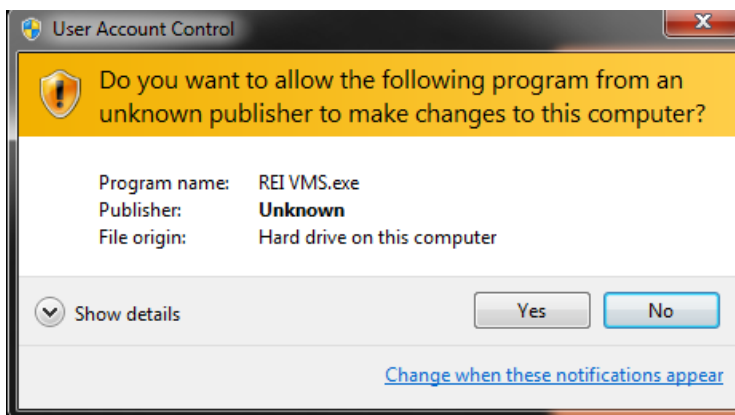 User Account Control
Do you want to allow the following program from an
unknown publisher to make changes to this computer?
Program name: REI VMS.exe
Publisher: Unknown
File origin: Hard drive on this computer
Show details
Yes No
Change when these notifications appear